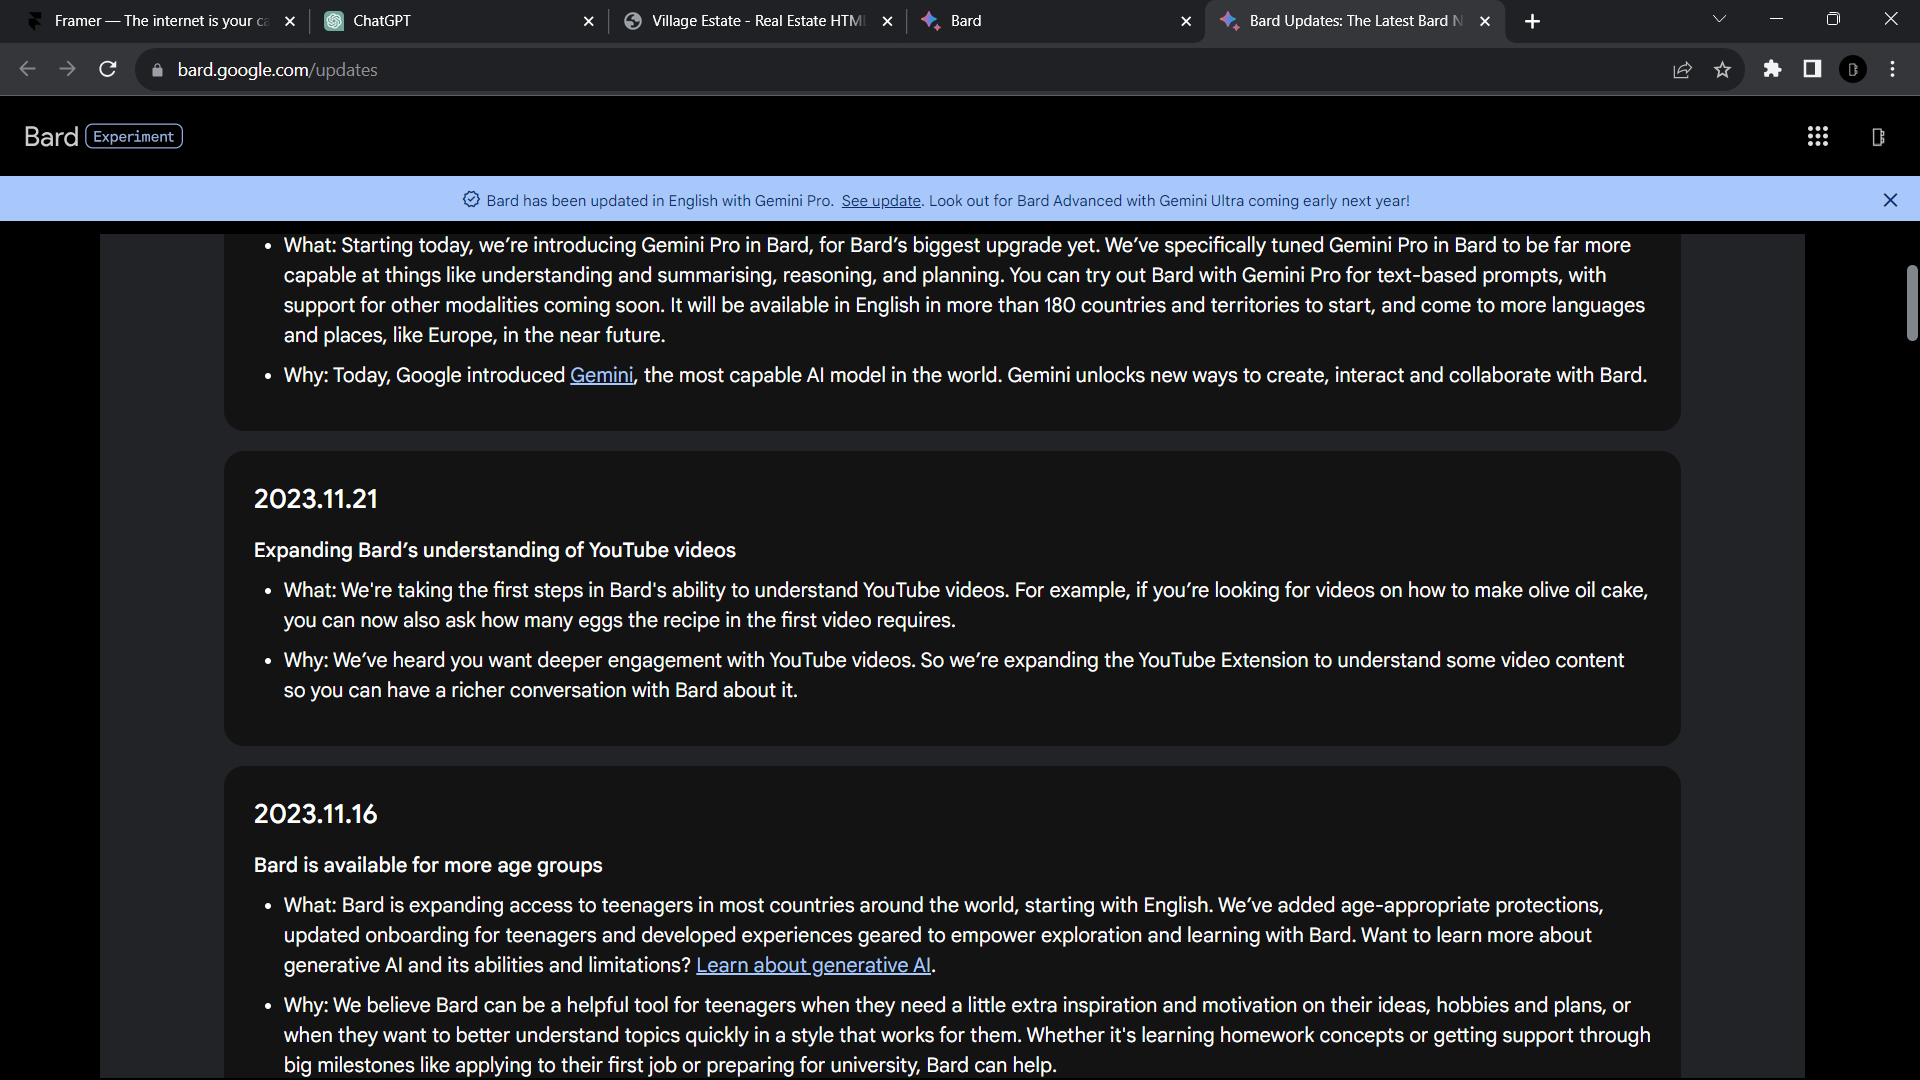 Framer — The internet is your ca
ChatGPT
Village Estate - Real Estate HTM
Bard
Bard Updates: The Latest Bard N
bard.google.com/updates
Bard Experiment
Bard has been updated in English with Gemini Pro. See update. Look out for Bard Advanced with Gemini Ultra coming early next year!
• What: Starting today, we’re introducing Gemini Pro in Bard, for Bard’s biggest upgrade yet. We’ve specifically tuned Gemini Pro in Bard to be far more
capable at things like understanding and summarising, reasoning, and planning. You can try out Bard with Gemini Pro for text-based prompts, with
support for other modalities coming soon. It will be available in English in more than 180 countries and territories to start, and come to more languages
and places, like Europe, in the near future.
• Why: Today, Google introduced Gemini, the most capable AI model in the world. Gemini unlocks new ways to create, interact and collaborate with Bard.
2023.11.21
Expanding Bard’s understanding of YouTube videos
• What: We're taking the first steps in Bard's ability to understand YouTube videos. For example, if you’re looking for videos on how to make olive oil cake,
you can now also ask how many eggs the recipe in the first video requires.
• Why: We’ve heard you want deeper engagement with YouTube videos. So we’re expanding the YouTube Extension to understand some video content
so you can have a richer conversation with Bard about it.
2023.11.16
Bard is available for more age groups
• What: Bard is expanding access to teenagers in most countries around the world, starting with English. We’ve added age-appropriate protections,
updated onboarding for teenagers and developed experiences geared to empower exploration and learning with Bard. Want to learn more about
generative AI and its abilities and limitations? Learn about generative AI.
• Why: We believe Bard can be a helpful tool for teenagers when they need a little extra inspiration and motivation on their ideas, hobbies and plans, or
when they want to better understand topics quickly in a style that works for them. Whether it's learning homework concepts or getting support through
big milestones like applying to their first job or preparing for university, Bard can help.